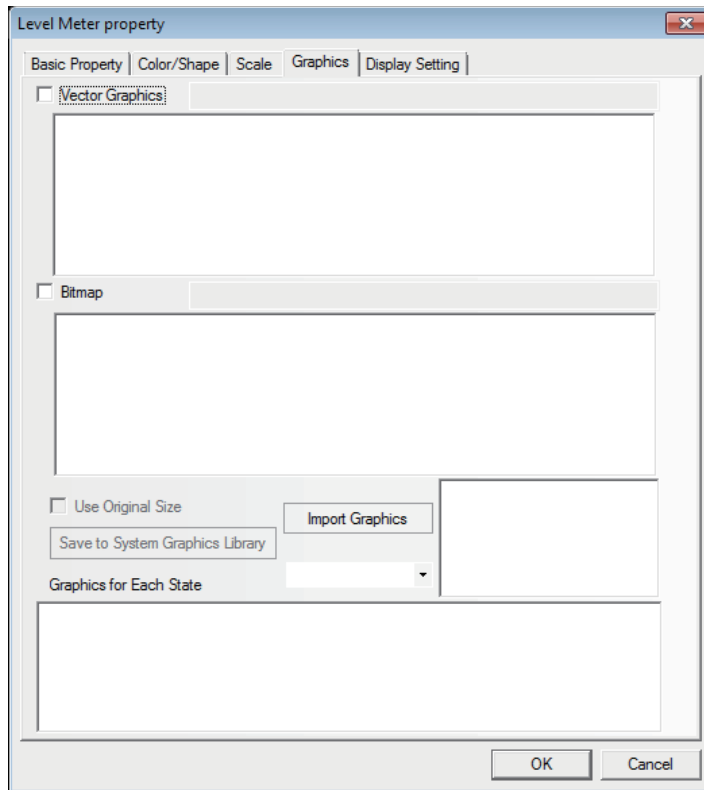 Level Meter property
Basic Property Color/Shape Scale Graphics Display Setting
Vector Graphics
Bitmap
Use Original Size
Import Graphics
Save to System Graphics Library
Graphics for Each State
OK Cancel